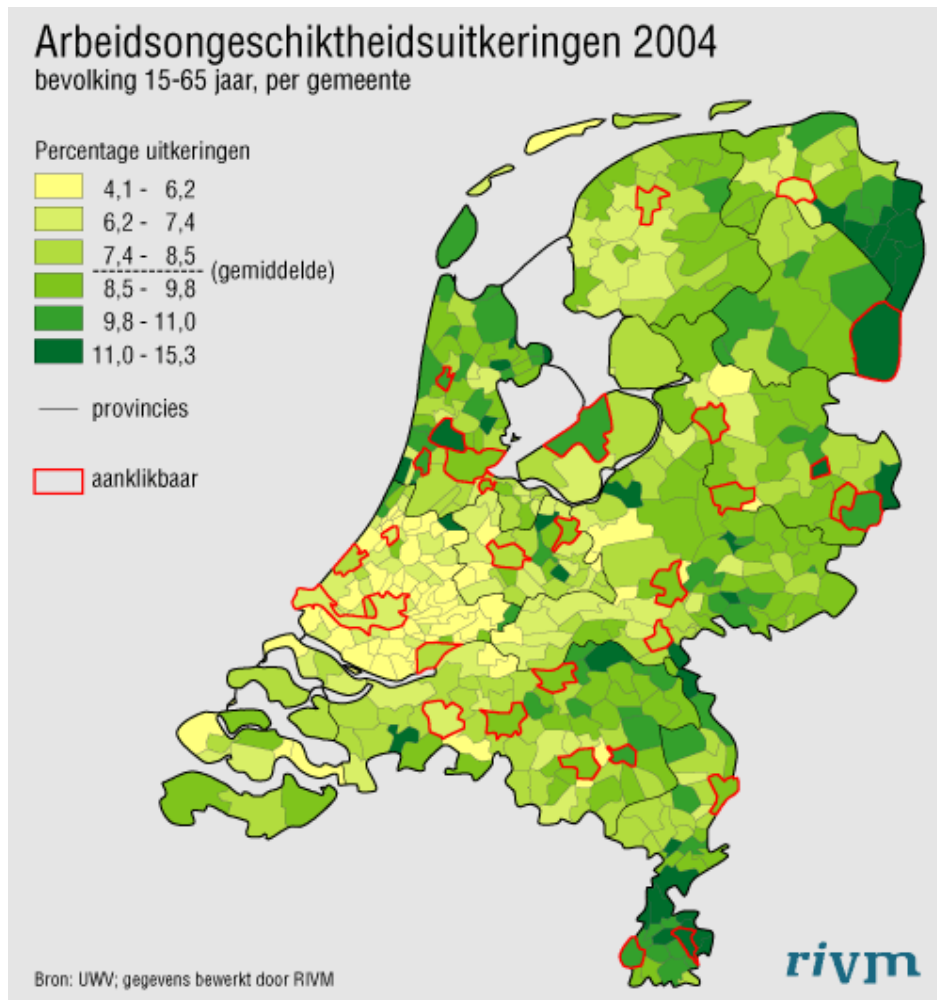 Arbeidsongeschiktheidsuitkeringen 2004
bevolking 15-65 jaar, per gemeente
Percentage uitkeringen
4,1 - 6,2
6,2 - 7,4
7,4 - 8,5
(gemiddelde)
8,5 - 9,8
9,8 - 11,0
11,0 - 15,3
provincies
aanklikbaar
Bron: UWV; gegevens bewerkt door RIVM
rivm